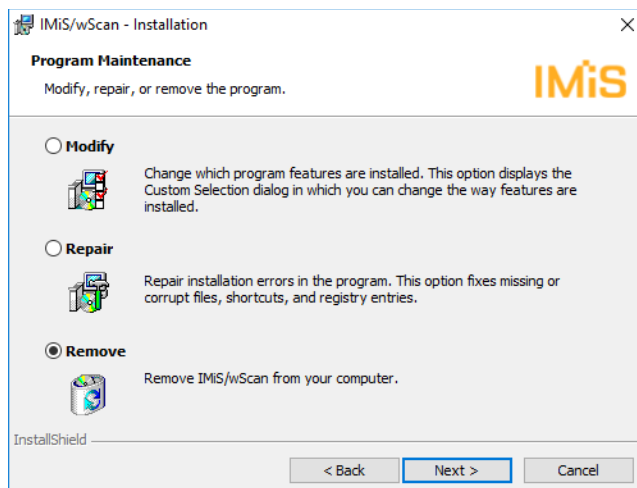 IMiS/wScan - Installation
Program Maintenance
Modify, repair, or remove the program.
IMiS
Modify
Change which program features are installed. This option displays the
Custom Selection dialog in which you can change the way features are
installed.
Repair
Repair installation errors in the program. This option fixes missing or
corrupt files, shortcuts, and registry entries.
Remove
Remove IMiS/wScan from your computer.
InstallShield
< Back
Next >
Cancel